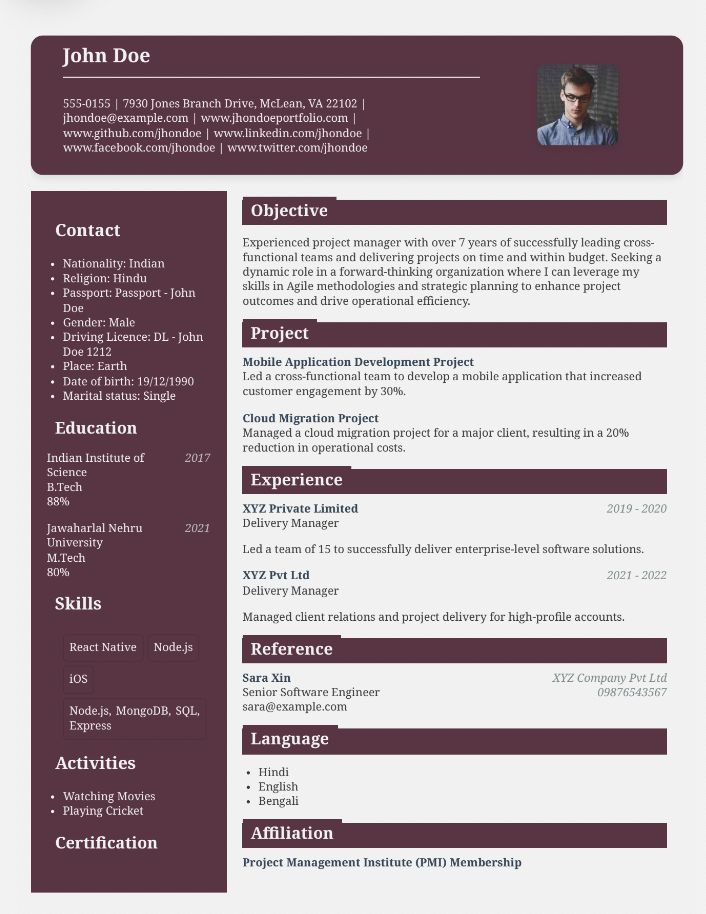 John Doe
555-0155 | 7930 Jones Branch Drive, McLean, VA 22102 |
jhondoe@example.com | www.jhondoeportfolio.com |
www.github.com/jhondoe | www.linkedin.com/jhondoe |
www.facebook.com/jhondoe | www.twitter.com/jhondoe
Contact
• Nationality: Indian
• Religion: Hindu
• Passport: Passport - John
Doe
• Gender: Male
• Driving Licence: DL - John
Doe 1212
• Place: Earth
• Date of birth: 19/12/1990
• Marital status: Single
Education
Indian Institute of 2017
Science
B.Tech
88%
Jawaharlal Nehru 2021
University
M.Tech
80%
Skills
React Native Node.js
iOS
Node.js, MongoDB, SQL,
Express
Activities
• Watching Movies
• Playing Cricket
Certification
Objective
Experienced project manager with over 7 years of successfully leading cross-
functional teams and delivering projects on time and within budget. Seeking a
dynamic role in a forward-thinking organization where I can leverage my
skills in Agile methodologies and strategic planning to enhance project
outcomes and drive operational efficiency.
Project
Mobile Application Development Project
Led a cross-functional team to develop a mobile application that increased
customer engagement by 30%.
Cloud Migration Project
Managed a cloud migration project for a major client, resulting in a 20%
reduction in operational costs.
Experience
XYZ Private Limited 2019 - 2020
Delivery Manager
Led a team of 15 to successfully deliver enterprise-level software solutions.
XYZ Pvt Ltd 2021 - 2022
Delivery Manager
Managed client relations and project delivery for high-profile accounts.
Reference
Sara Xin XYZ Company Pvt Ltd
Senior Software Engineer 09876543567
sara@example.com
Language
• Hindi
• English
• Bengali
Affiliation
Project Management Institute (PMI) Membership